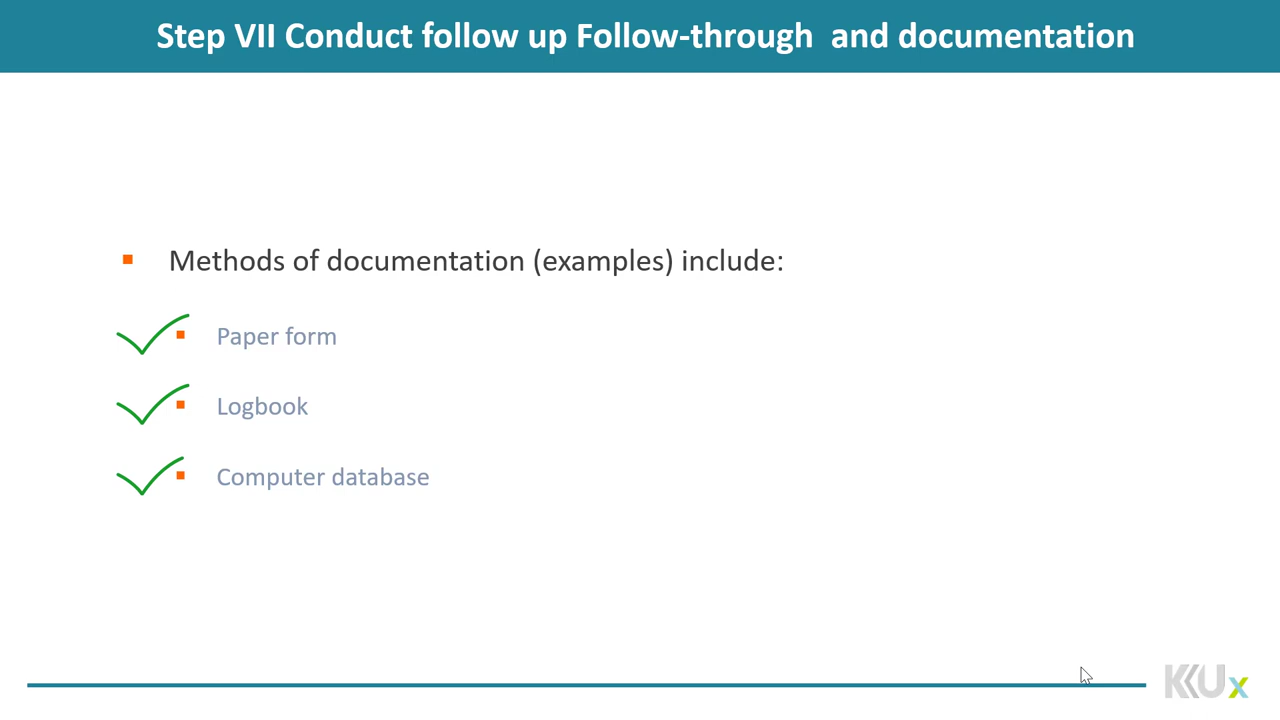 Step VII Conduct follow up Follow-through  and documentation
Methods of documentation (examples) include:
Paper form
Logbook
Computer database
KKUx